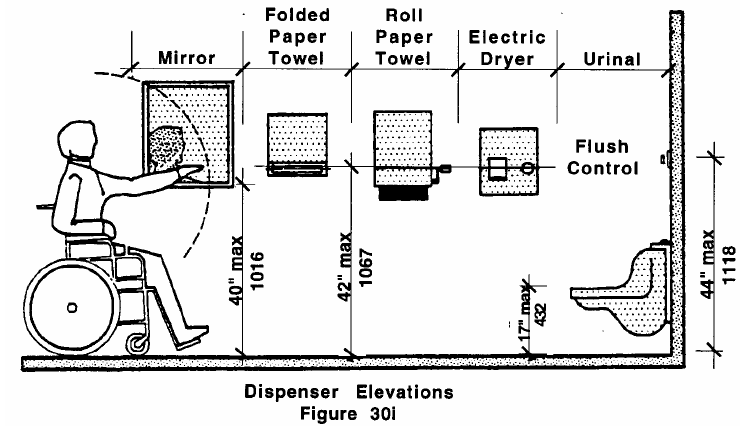 Folded
Paper
Towel
Roll
Paper
Towel
Electric
Dryer
Mirror
Urinal
Flush
Control
40" max
1016
42" max
1067
17" max
432
44" max
1118
Dispenser Elevations
Figure 30i